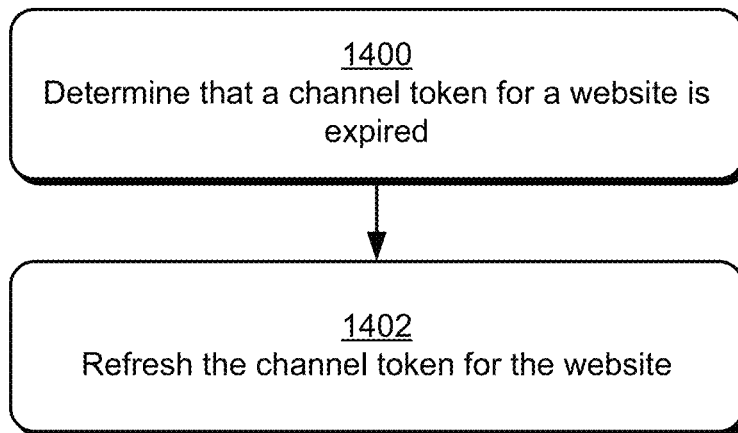 1400
Determine that a channel token for a website is
expired
1402
Refresh the channel token for the website